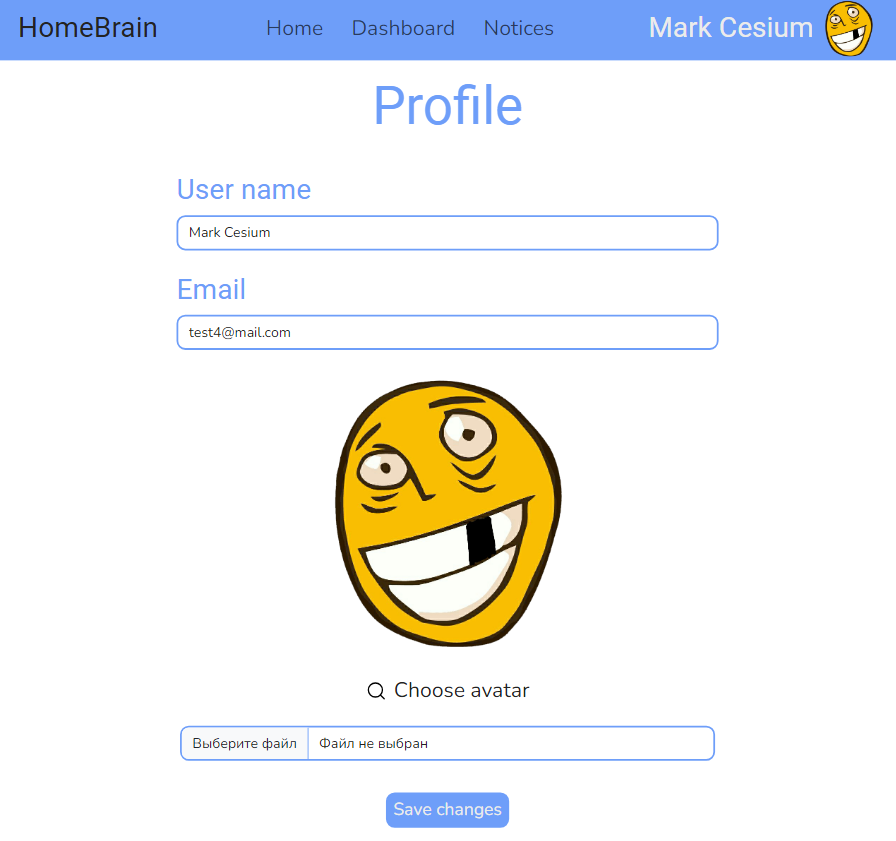 HomeBrain Home Dashboard Notices Mark Cesium
Profile
User name
Mark Cesium
Email
test4@mail.com
Choose avatar
Выберите файл Файл не выбран
Save changes